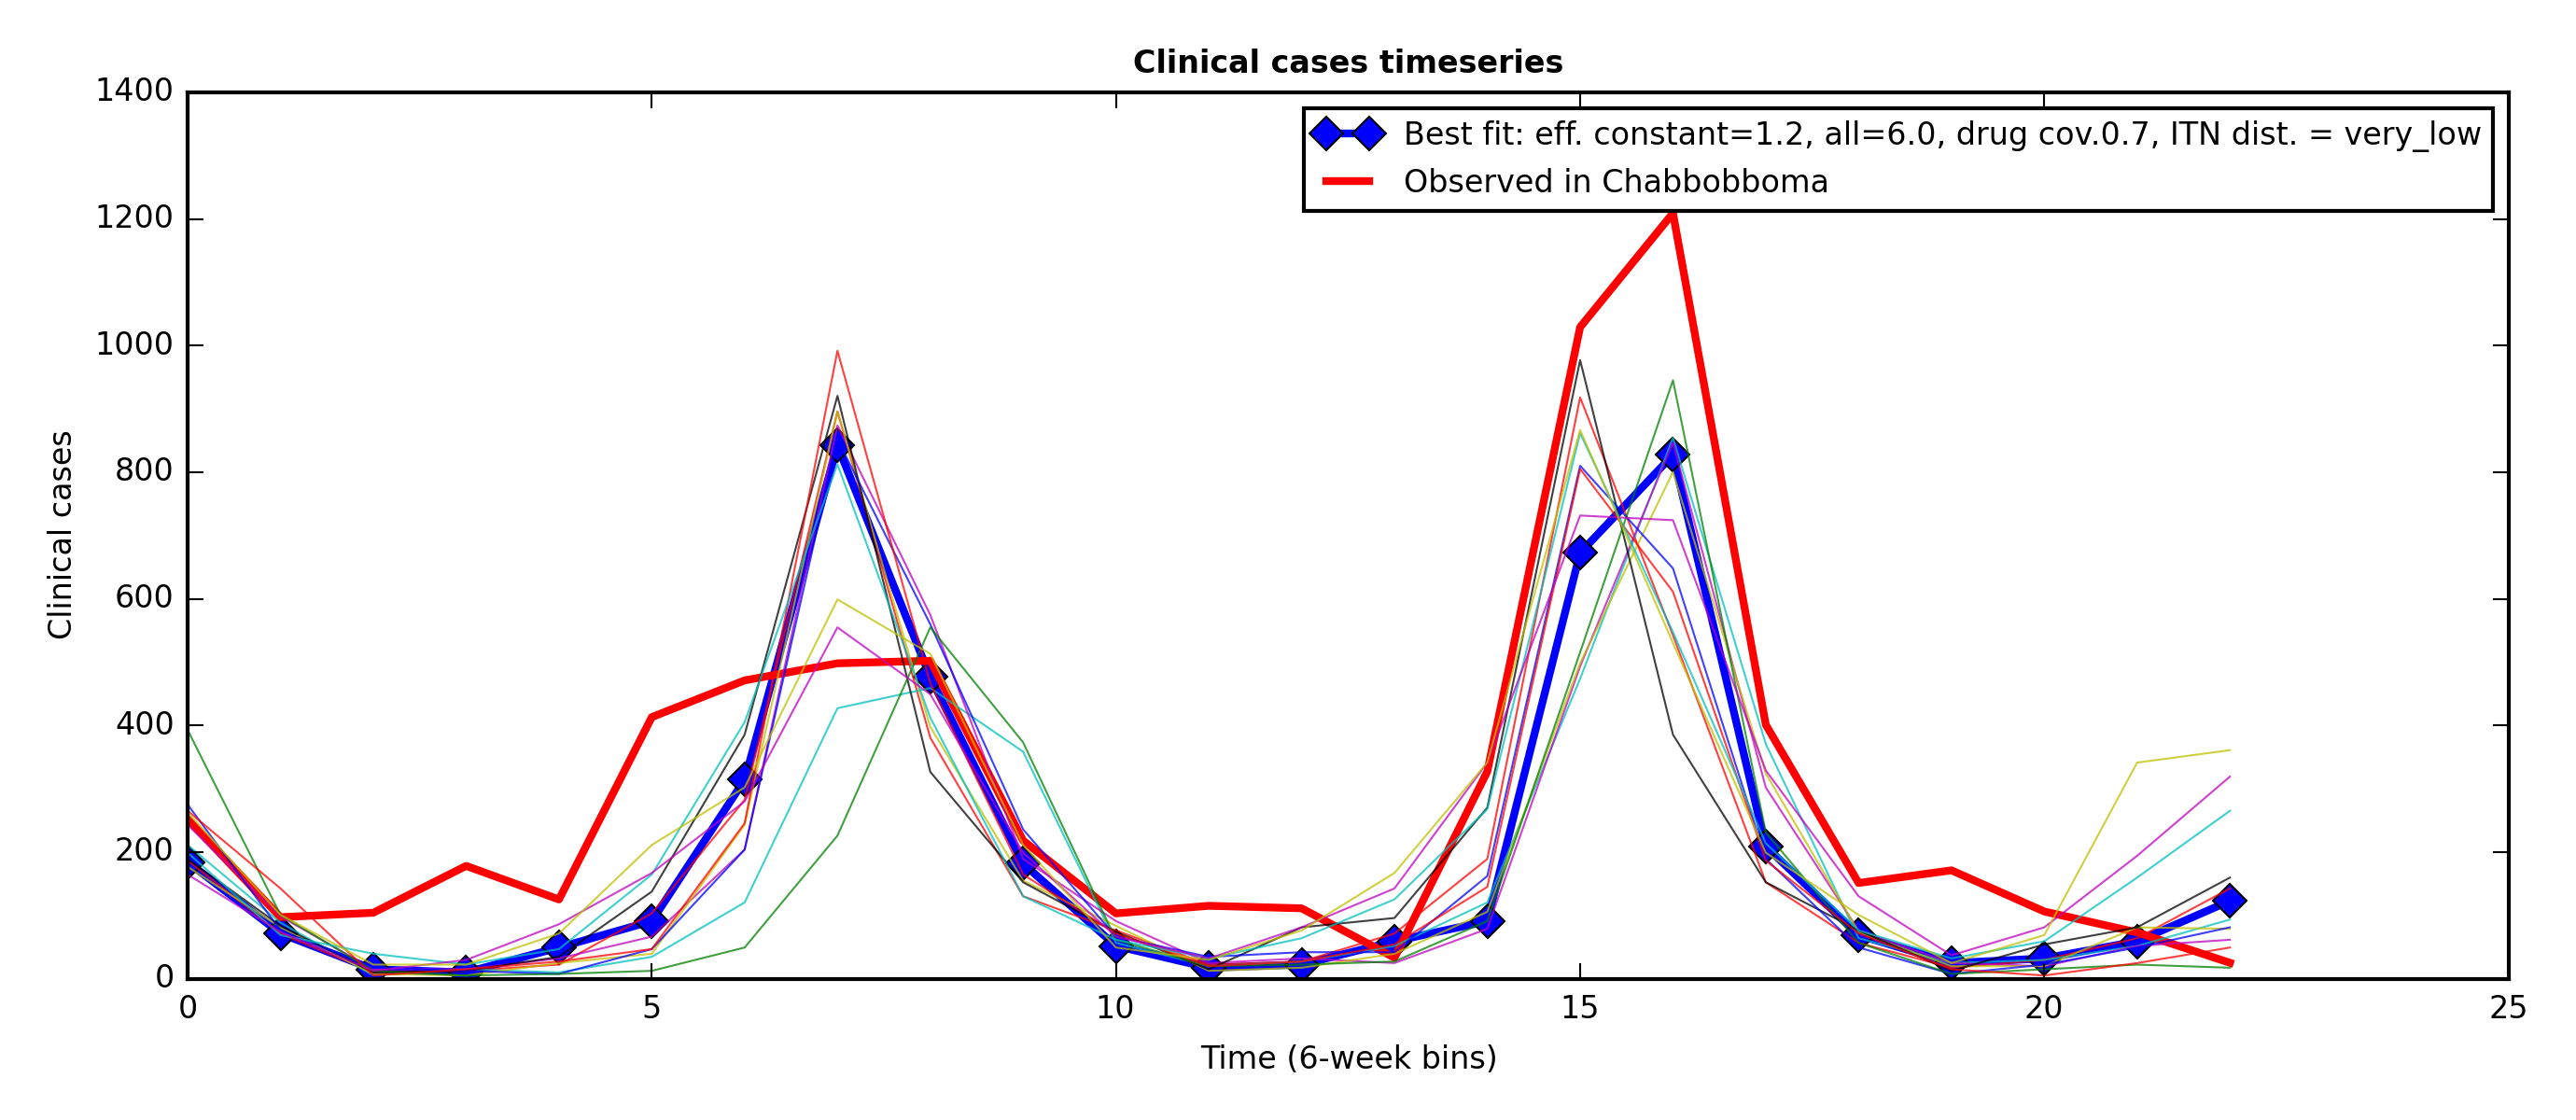 Clinical cases timeseries
1400
1200
1000
800
600
400
200
0
Clinical cases
Best fit: eff. constant=1.2, all=6.0, drug cov.0.7, ITN dist. = very_low
Observed in Chabbobboma
0 5 10 15 20 25
Time (6-week bins)